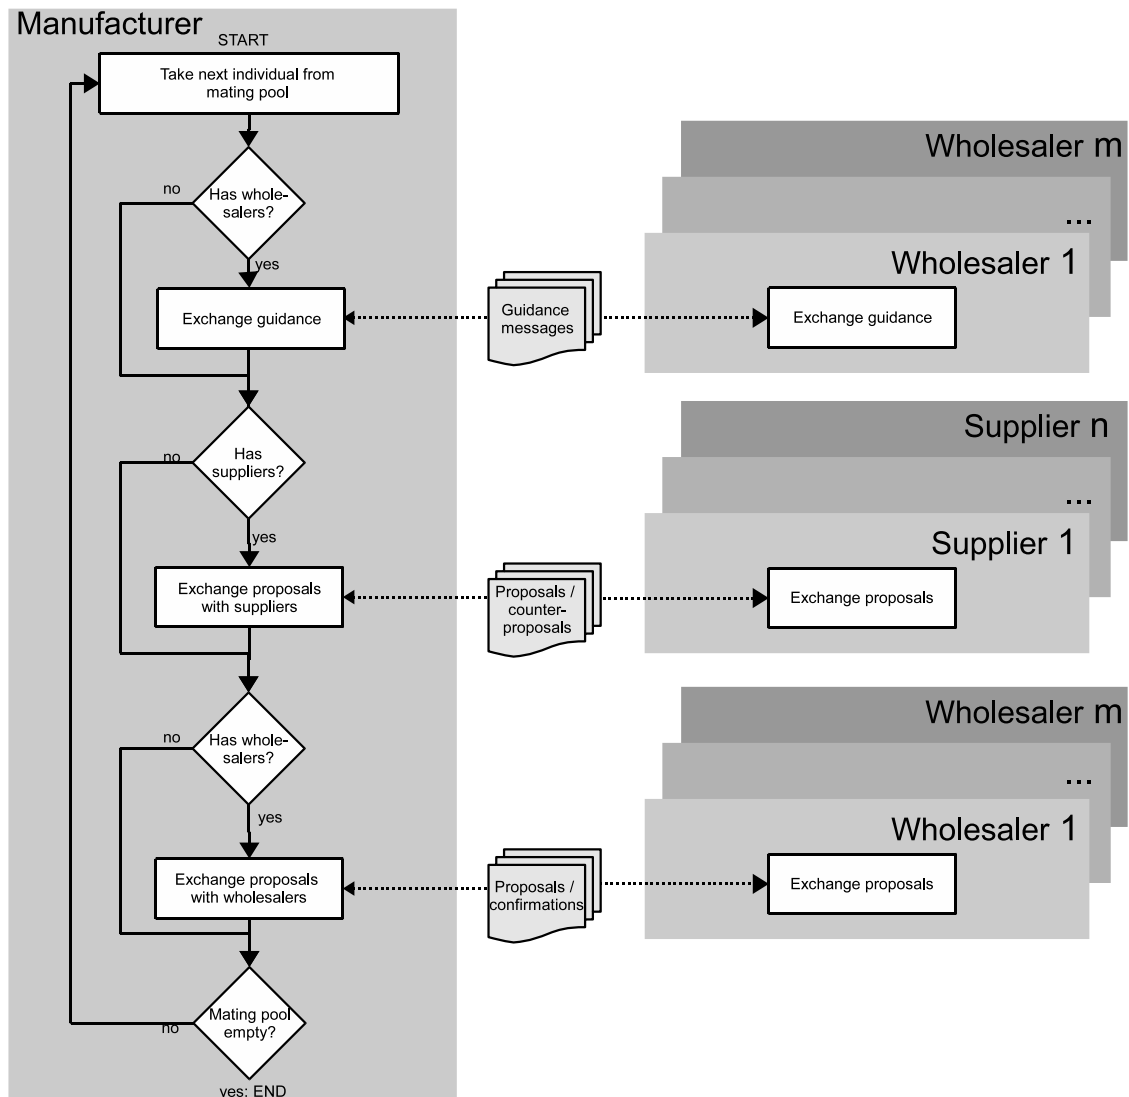 Manufacturer
START
Take next individual from
mating pool
no
Has whole-
salers?
yes
Exchange guidance
Guidance
messages
Wholesaler m
...
Wholesaler 1
Exchange guidance
no
Has
suppliers?
yes
Exchange proposals
with suppliers
Proposals /
counter-
proposals
Supplier n
...
Supplier 1
Exchange proposals
no
Has whole-
salers?
yes
Exchange proposals
with wholesalers
Proposals /
confirmations
Wholesaler m
...
Wholesaler 1
Exchange proposals
no
Mating pool
empty?
yes: END